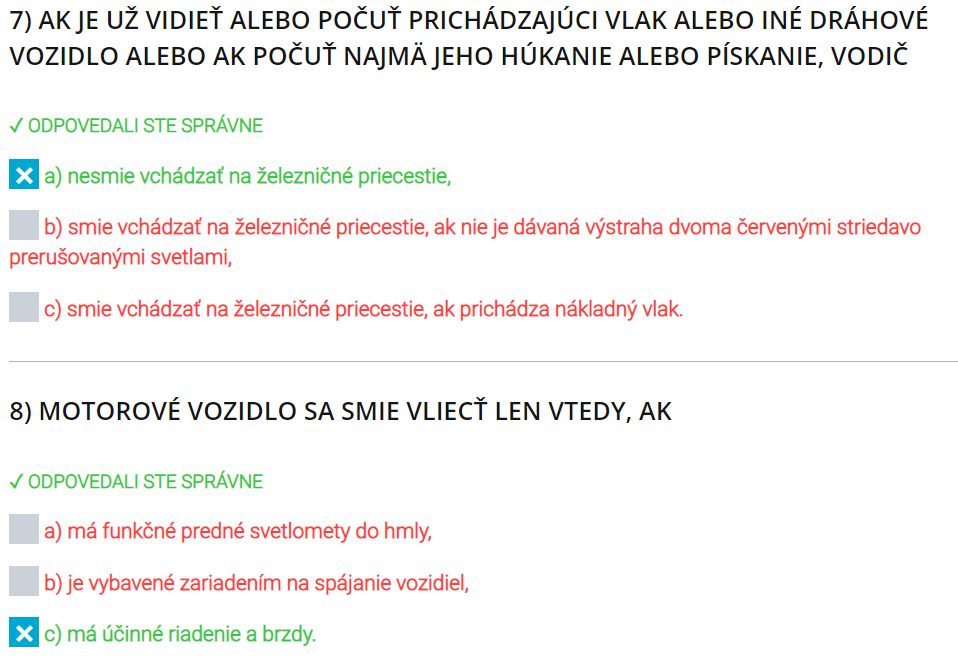 7) AK JE UŽ VIDIEŤ ALEBO POČUŤ PRICHÁDZAJÚCI VLAK ALEBO INÉ DRÁHOVÉ
VOZIDLO ALEBO AK POČUŤ NAJMÄ JEHO HÚKANIE ALEBO PÍSKANIE, VODIČ
✓ ODPOVEDALI STE SPRÁVNE
a) nesmie vchádzať na železničné priecestie,
b) smie vchádzať na železničné priecestie, ak nie je dávaná výstraha dvoma červenými striedavo
prerušovanými svetlami,
c) smie vchádzať na železničné priecestie, ak prichádza nákladný vlak.
8) MOTOROVÉ VOZIDLO SA SMIE VLIECŤ LEN VTEDY, AK
✓ ODPOVEDALI STE SPRÁVNE
a) má funkčné predné svetlomety do hmly,
b) je vybavené zariadením na spájanie vozidiel,
c) má účinné riadenie a brzdy.